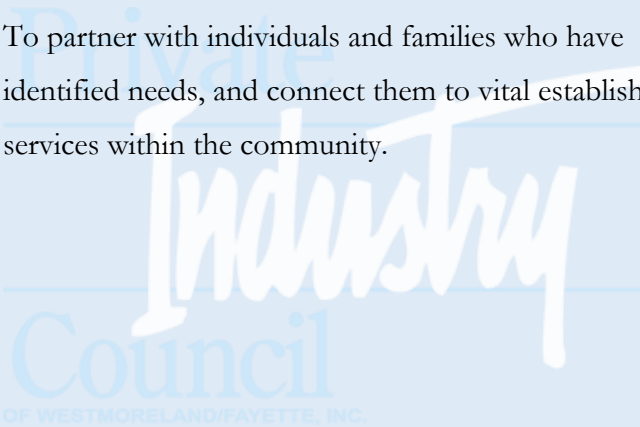 Private
To partner with individuals and families who have
identified needs, and connect them to vital establish
services within the community.
Industry
Council
OF WESTMORELAND/FAYETTE, INC.